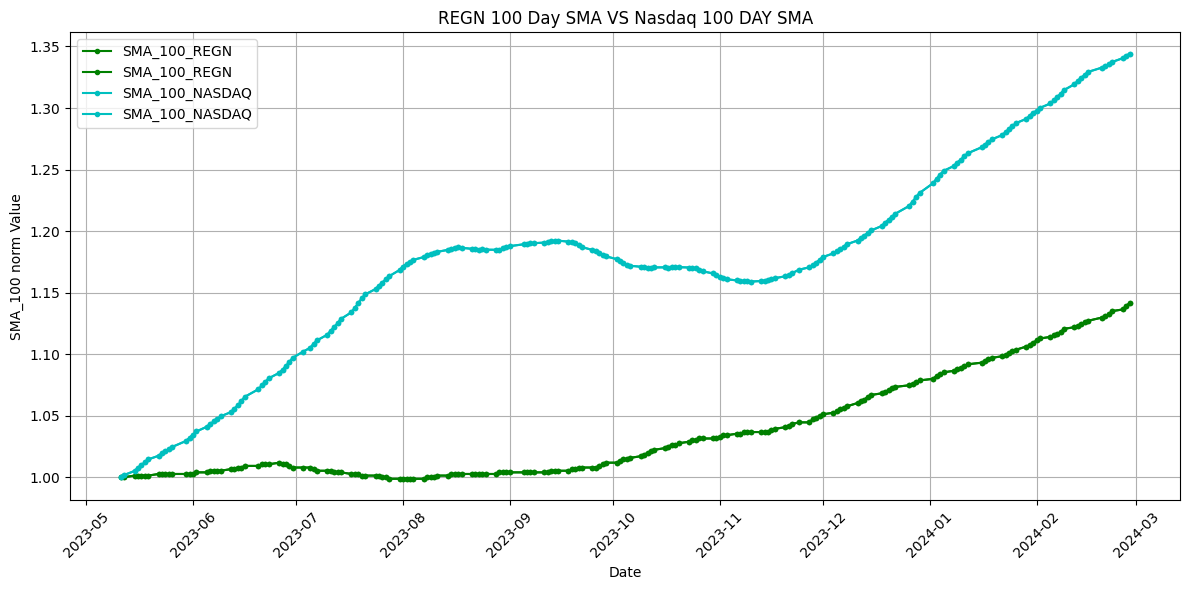 REGN 100 Day SMA VS Nasdaq 100 DAY SMA
SMA_100_REGN
SMA_100_REGN
SMA_100_NASDAQ
SMA_100_NASDAQ
SMA_100 norm Value
1.35
1.30
1.25
1.20
1.15
1.10
1.05
1.00
2023-05
2023-06
2023-07
2023-08
2023-09
2023-10
2023-11
2023-12
2024-01
2024-02
2024-03
Date